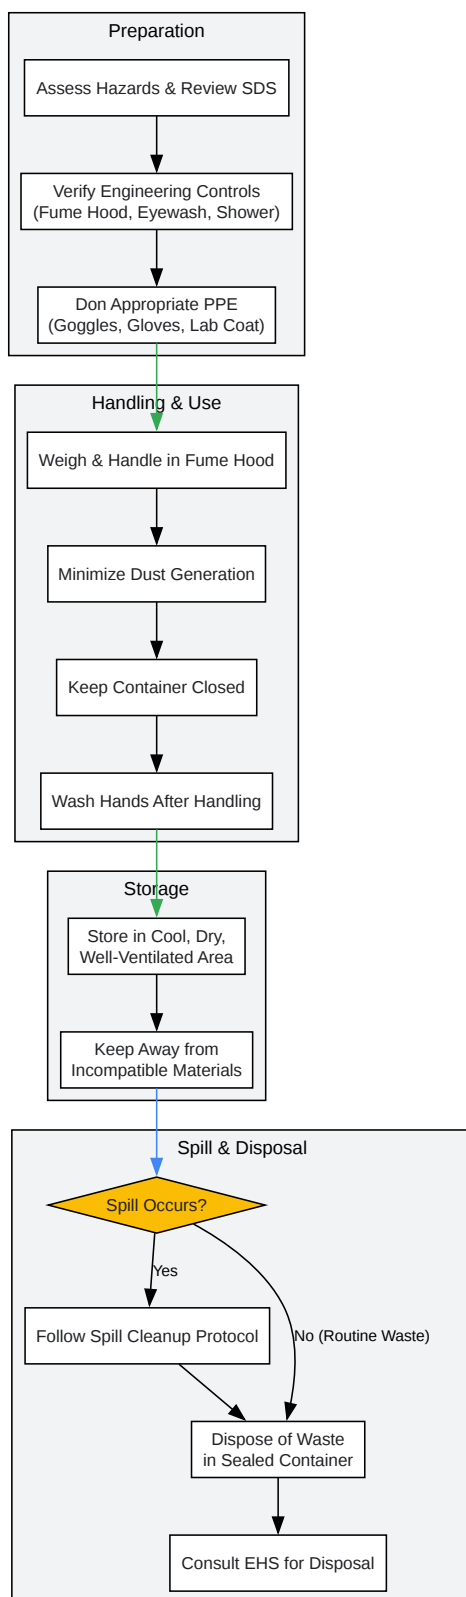 Preparation
Assess Hazards & Review SDS
Verify Engineering Controls
(Fume Hood, Eyewash, Shower)
Don Appropriate PPE
(Goggles, Gloves, Lab Coat)
Handling & Use
Weigh & Handle in Fume Hood
Minimize Dust Generation
Keep Container Closed
Wash Hands After Handling
Storage
Store in Cool, Dry,
Well-Ventilated Area
Keep Away from
Incompatible Materials
Spill & Disposal
Spill Occurs?
Yes
Follow Spill Cleanup Protocol
No (Routine Waste)
Dispose of Waste
in Sealed Container
Consult EHS for Disposal